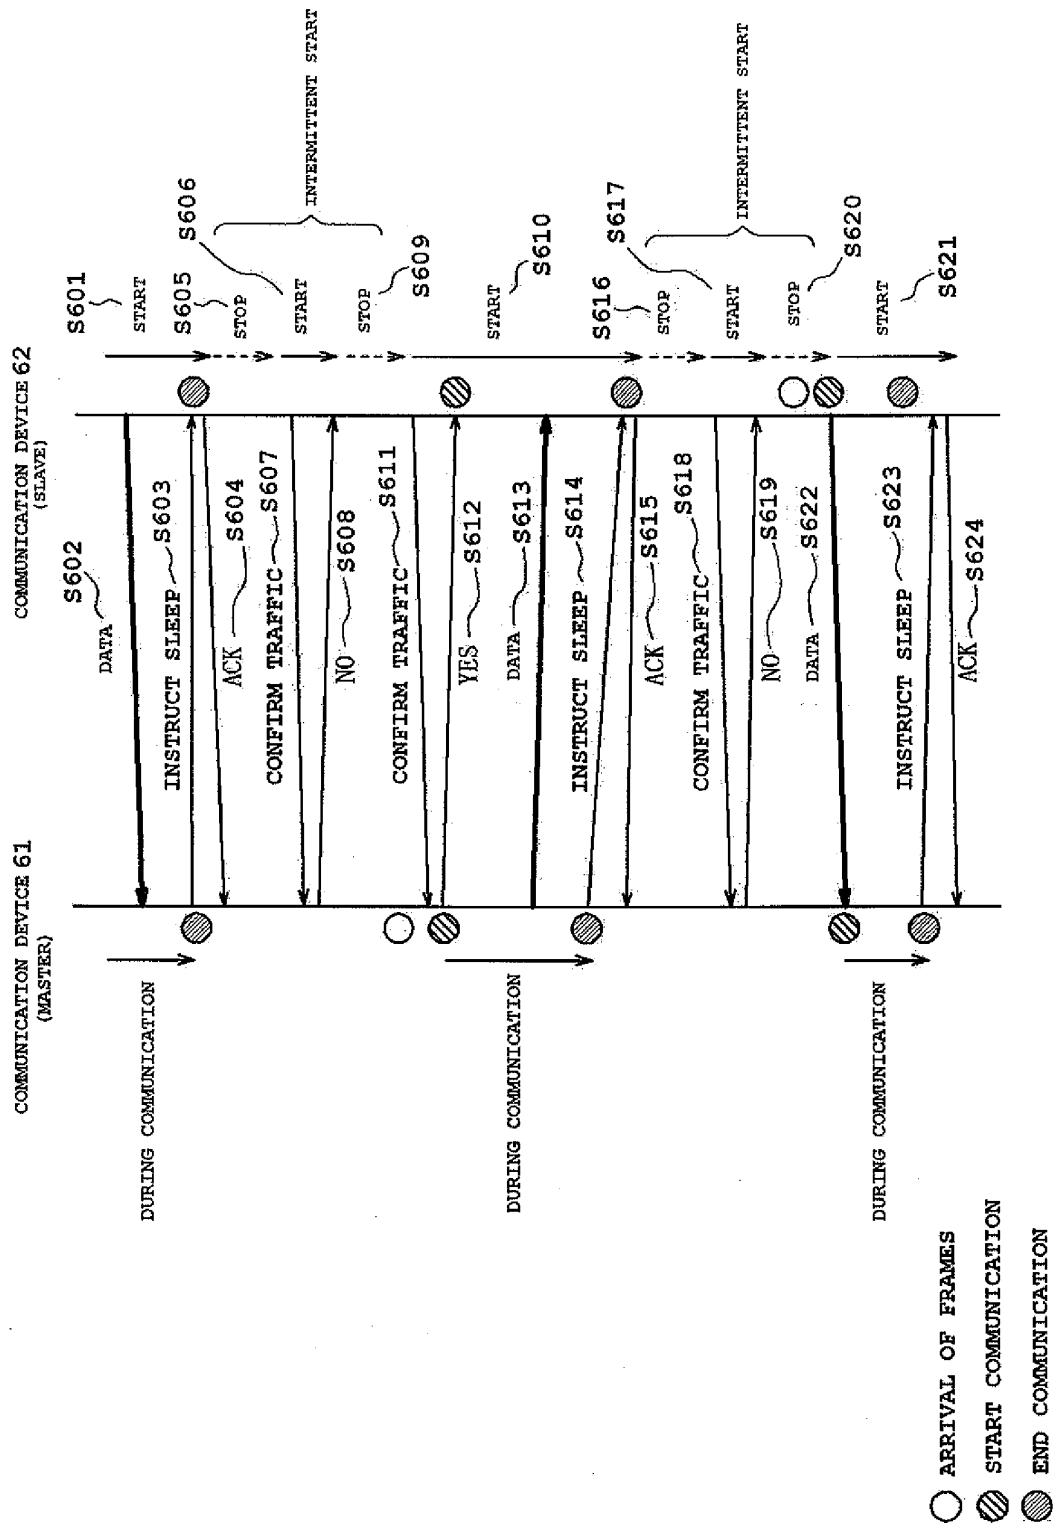 COMMUNICATION DEVICE 61
(MASTER)
COMMUNICATION DEVICE 62
(SLAVE)
DURING COMMUNICATION
DURING COMMUNICATION
DURING COMMUNICATION
DATA
S602
INSTRUCT SLEEP S603
ACK S604
CONFIRM TRAFFIC S607
NO S608
CONFIRM TRAFFIC S611
YES S612
DATA S613
INSTRUCT SLEEP S614
ACK S615
CONFIRM TRAFFIC S618
NO S619
DATA S622
INSTRUCT SLEEP S623
ACK S624
START S601
STOP S605
START S606
STOP S609
INTERMITTENT START
START S610
STOP S616
START S617
STOP S620
INTERMITTENT START
START S621
ARRIVAL OF FRAMES
START COMMUNICATION
END COMMUNICATION